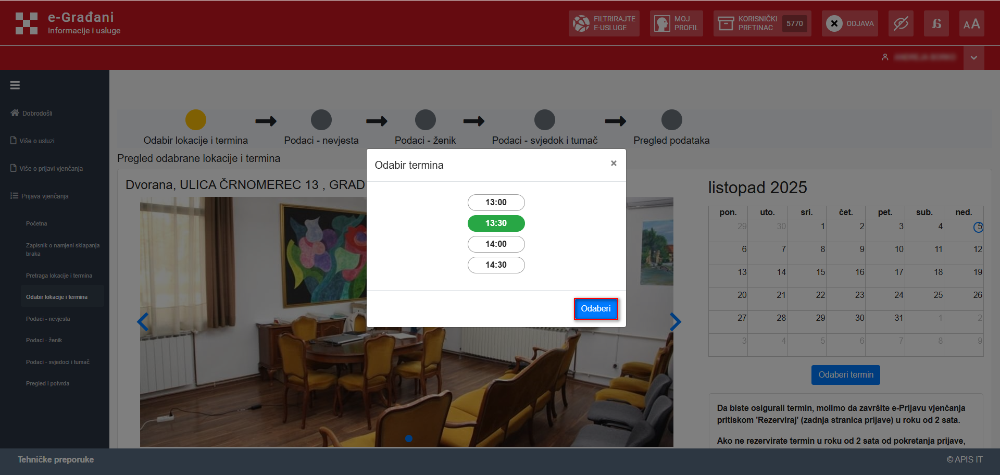 e-Građani
Informacije i usluge
FILTRIRAJTE
E-USLUGE
MOJ
PROFIL
KORISNIČKI
PRETINAC
5770
ODJAVA
AA
Dobrodošli
Više o usluzi
Više o prijavi vjenčanja
Prijava vjenčanja
Početna
Zapisnik o namjeni sklapanja
braka
Pretraga lokacije i termina
Odabir lokacije i termina
Podaci - nevjesta
Podaci - ženik
Podaci - svjedoci i tumač
Pregled i potvrda
Odabir lokacije i termina
Podaci - nevjesta
Podaci - ženik
Podaci - svjedok i tumač
Pregled podataka
Pregled odabrane lokacije i termina
Dvorana, ULICA ČRNOMEREC 13 , GRAD
Odabir termina
×
13:00
13:30
14:00
14:30
Odaberi
listopad 2025
pon. uto. sri. čet. pet. sub. ned.
29 30 1 2 3 4 5
6 7 8 9 10 11 12
13 14 15 16 17 18 19
20 21 22 23 24 25 26
27 28 29 30 31 1 2
3 4 5 6 7 8 9
Odaberi termin
Da biste osigurali termin, molimo da završite e-Prijavu vjenčanja
pritiskom 'Rezerviraj' (zadnja stranica prijave) u roku od 2 sata.
Ako ne rezervirate termin u roku od 2 sata od pokretanja prijave,
Tehničke preporuke
© APIS IT